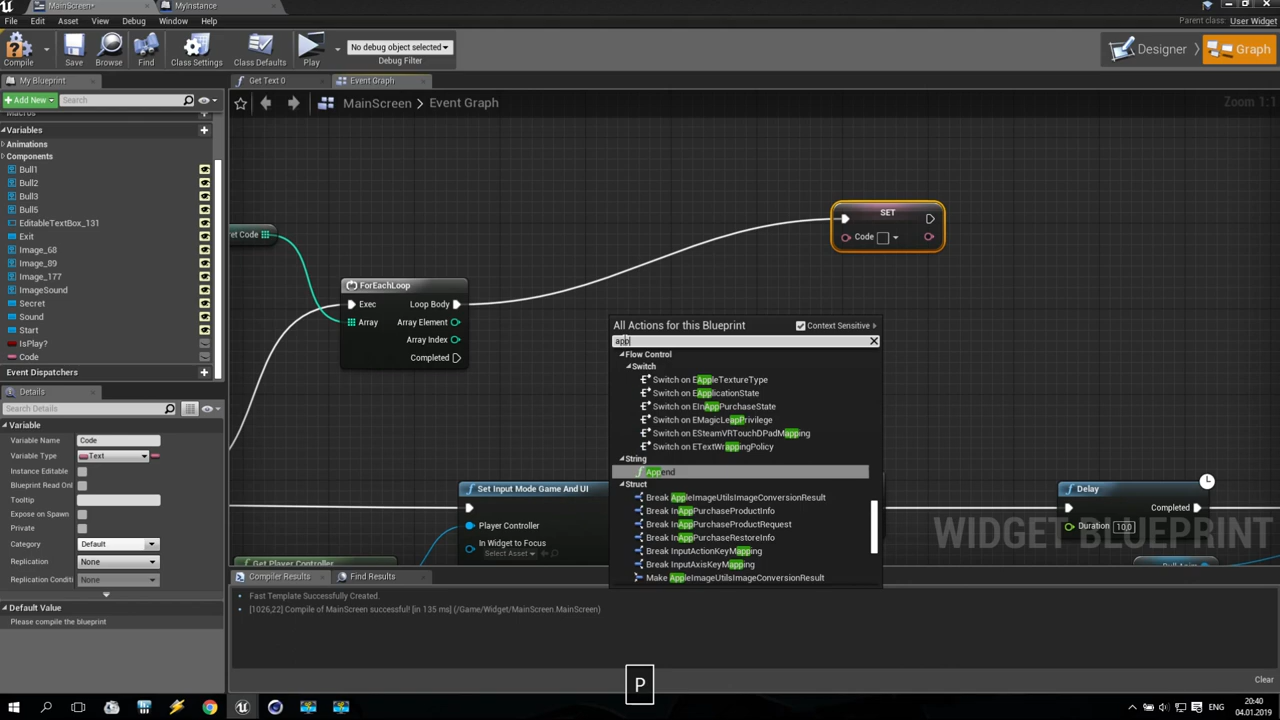 MainScreen*
MyInstance
Parent class:
File Edit Asset View Debug Window Help
User Widget
Compile
Save
Browse
Find
Class Settings
Class Defaults
Play
No debug object selected
Debug Filter
Designer
Graph
My Blueprint
Get Text 0
Event Graph
Add New
Search
MainScreen > Event Graph
Zoom 1:1
Macros
Variables
Animations
Components
Bull1
Bull2
Bull3
Bull5
EditableTextBox_131
Exit
Image_68
Image_89
Image_177
ImageSound
Secret
Sound
Start
IsPlay?
Code
Event Dispatchers
Details
Search Details
Variable
Variable Name Code
Variable Type Text
Instance Editable
Blueprint Read Onl
Tooltip
Expose on Spawn
Private
Category Default
Replication None
Replication Conditi None
Default Value
Please compile the blueprint
ret Code
ForEachLoop
Exec Loop Body
Array Array Element
Array Index
Completed
SET
Code
All Actions for this Blueprint
Context Sensitive
app
Flow Control
Switch
Switch on EAppleTextureType
Switch on EApplicationState
Switch on EInAppPurchaseState
Switch on EMagicLeapPrivilege
Switch on ESteamVRTouchDPadMapping
Switch on ETextWrappingPolicy
String
Append
Struct
Break AppleImageUtilsImageConversionResult
Break InAppPurchaseProductInfo
Break InAppPurchaseProductRequest
Break InAppPurchaseRestoreInfo
Break InputActionKeyMapping
Break InputAxisKeyMapping
Make AppleImageUtilsImageConversionResult
Set Input Mode Game And UI
Player Controller
In Widget to Focus
Select Asset
Get Player Controller
Delay
Completed
Duration 10.0
WIDGET BLUEPRINT
Bull Anim
Compiler Results
Find Results
Fast Template Successfully Created.
[1026,22] Compile of MainScreen successful! [in 135 ms] (/Game/Widget/MainScreen.MainScreen)
Clear
P
ENG
20:40
04.01.2019